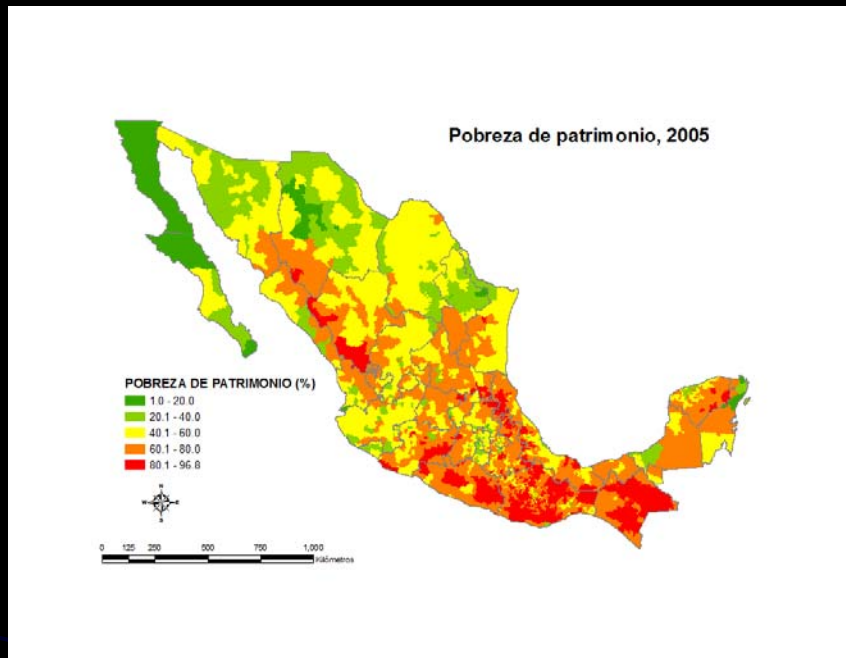 Pobreza de patrimonio, 2005
POBREZA DE PATRIMONIO (%)
1.0 - 20.0
20.1 - 40.0
40.1 - 60.0
60.1 - 80.0
80.1 - 96.8
N
W E
S
0 125 250 500 750 1,000
Kilómetros